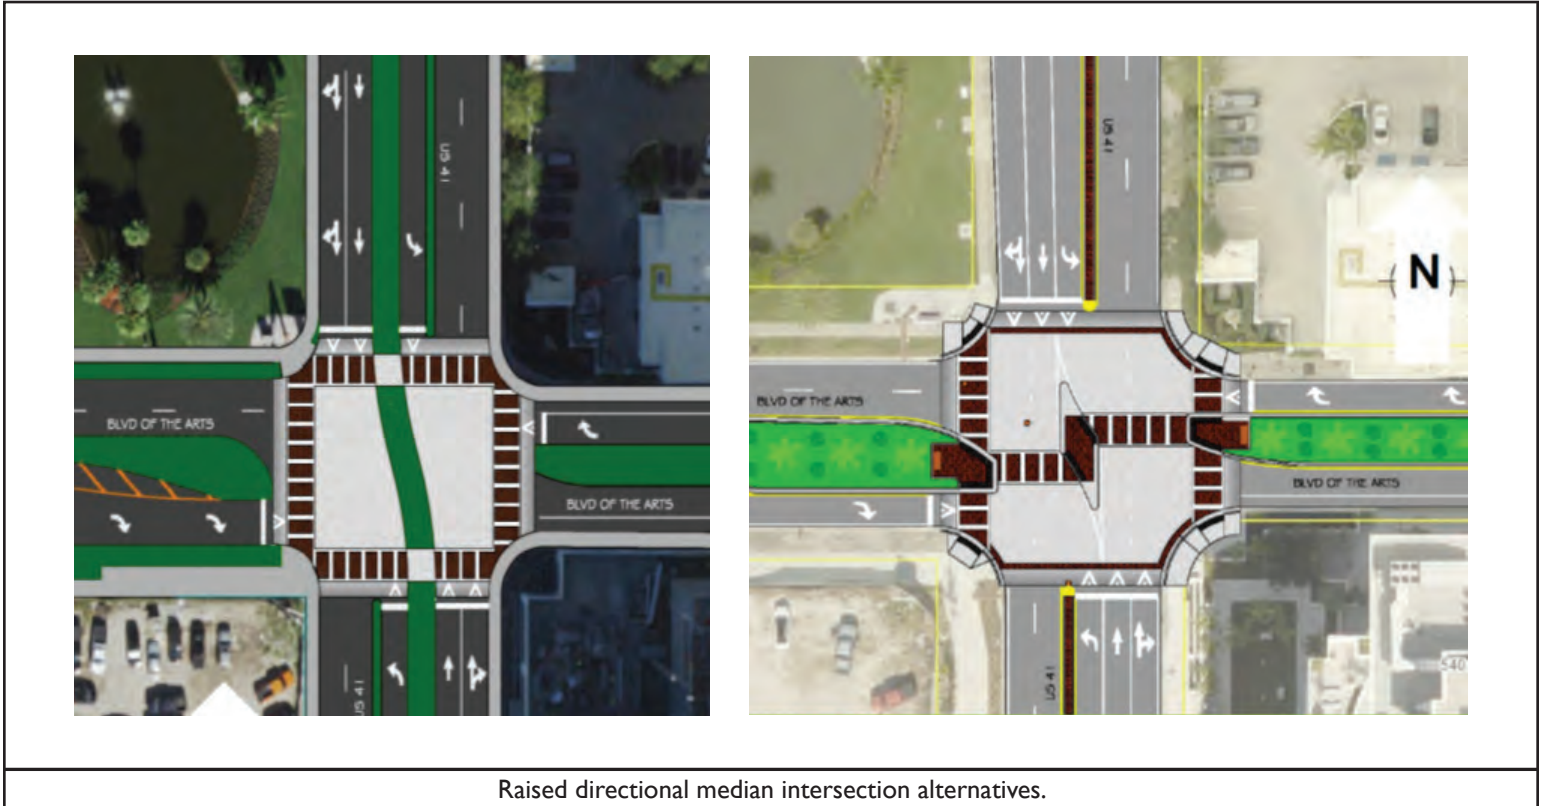 US 41
BLVD OF THE ARTS
BLVD OF THE ARTS
US 41
US 41
N
BLVD OF THE ARTS
BLVD OF THE ARTS
540
US 41
Raised directional median intersection alternatives.